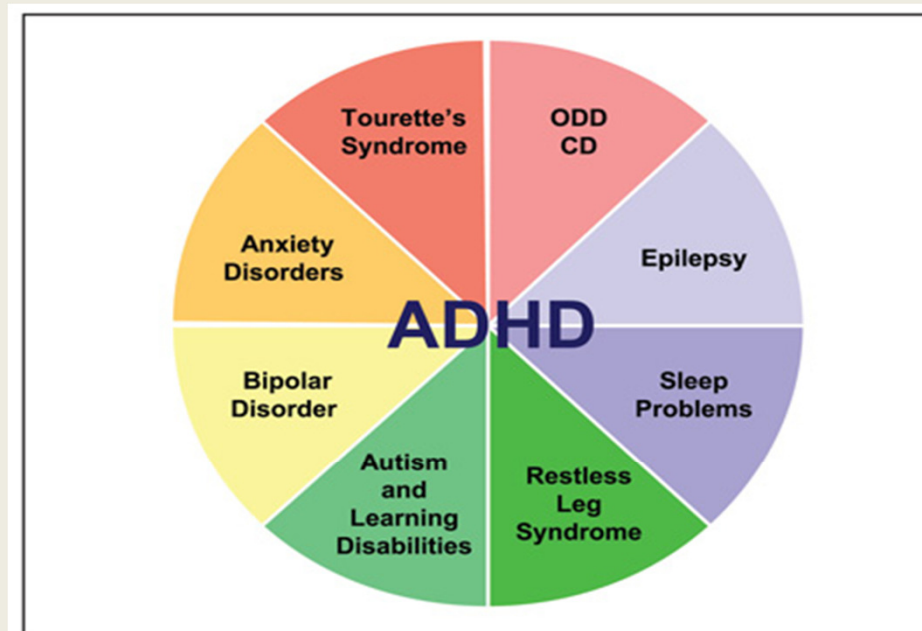 Tourette's
Syndrome
ODD
CD
Anxiety
Disorders
Epilepsy
ADHD
Bipolar
Disorder
Sleep
Problems
Autism
and
Learning
Disabilities
Restless
Leg
Syndrome